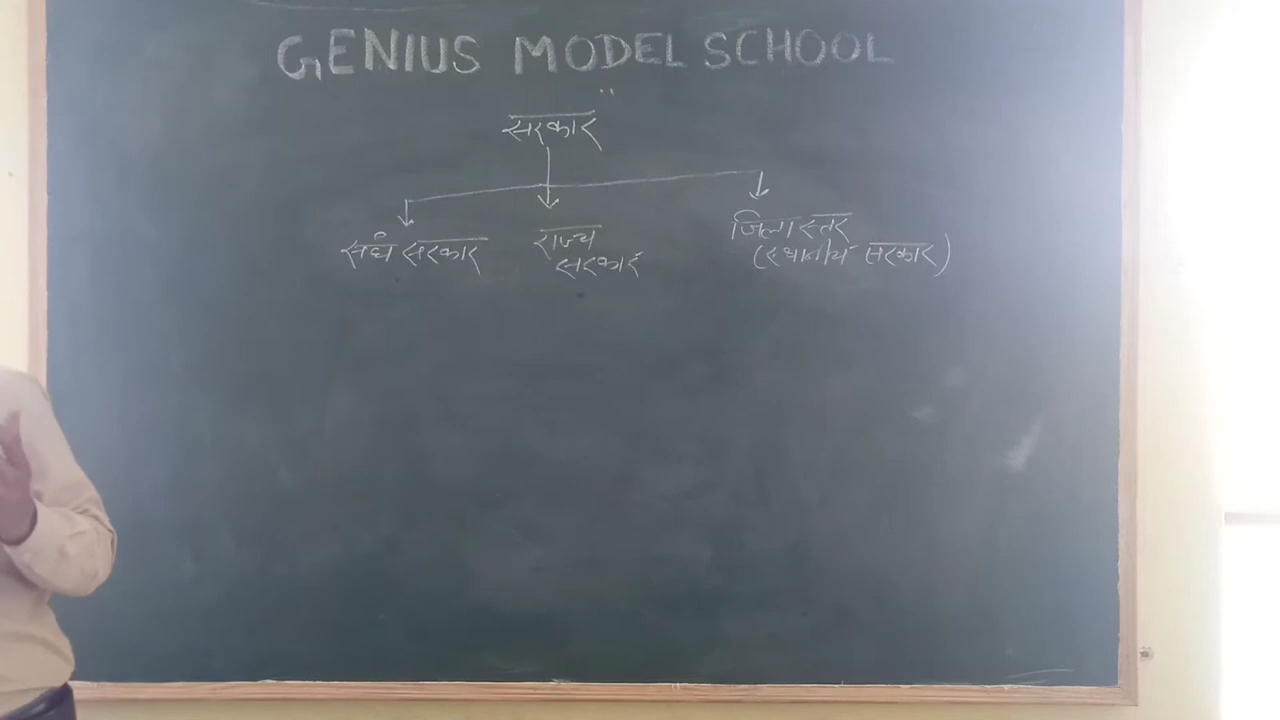 GENIUS MODEL SCHOOL
सरकार
संघ सरकार
राज्य
सरकार
जिला स्तर
(स्थानीय सरकार)